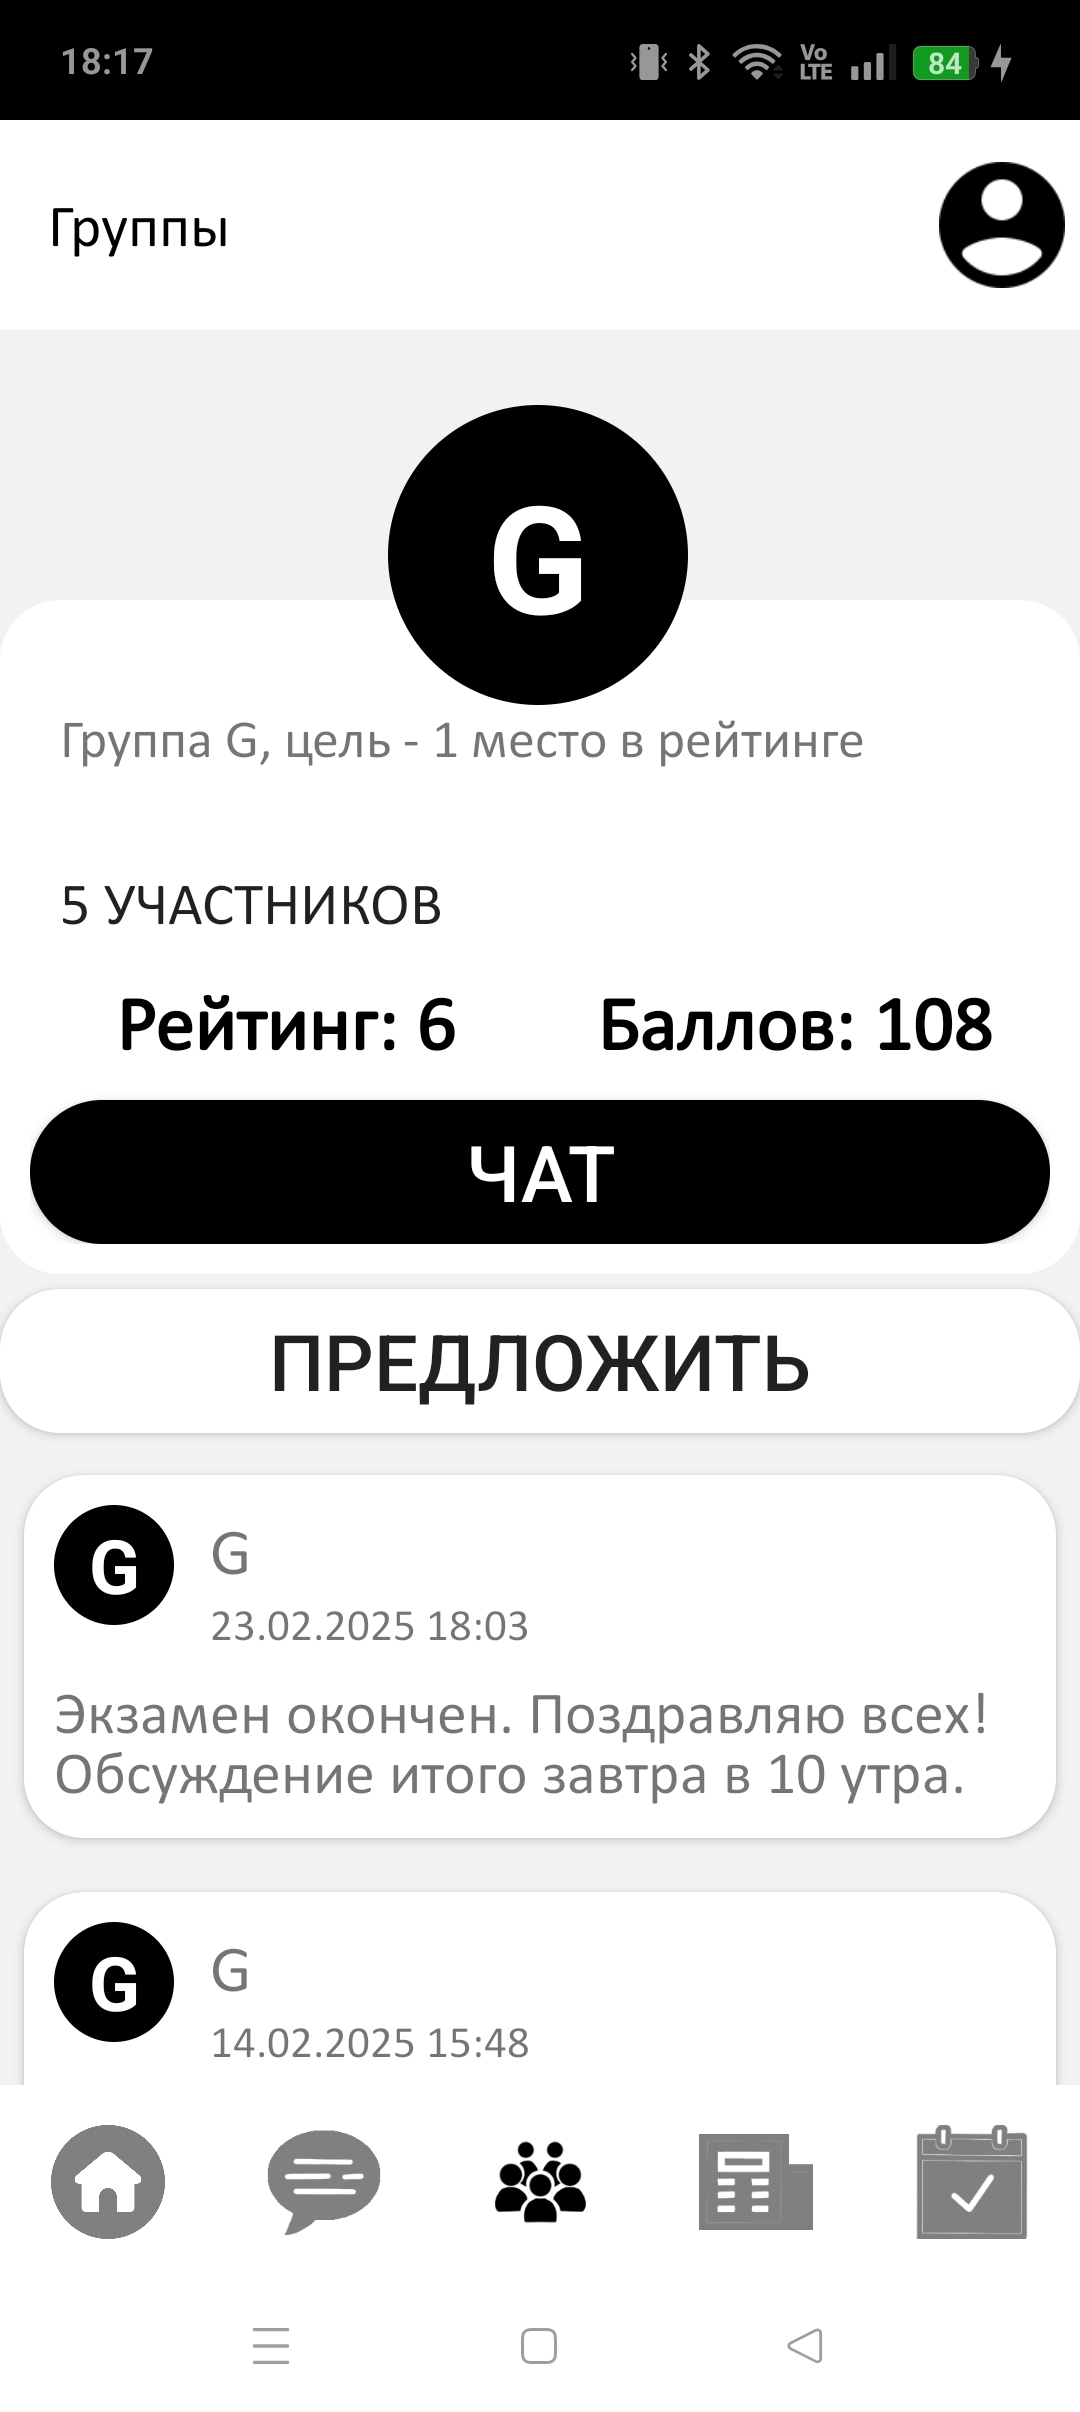 18:17
Vo
LTE
84
Группы
G
Группа G, цель - 1 место в рейтинге
5 УЧАСТНИКОВ
Рейтинг: 6
Баллов: 108
ЧАТ
ПРЕДЛОЖИТЬ
G
G
23.02.2025 18:03
Экзамен окончен. Поздравляю всех!
Обсуждение итого завтра в 10 утра.
G
G
14.02.2025 15:48